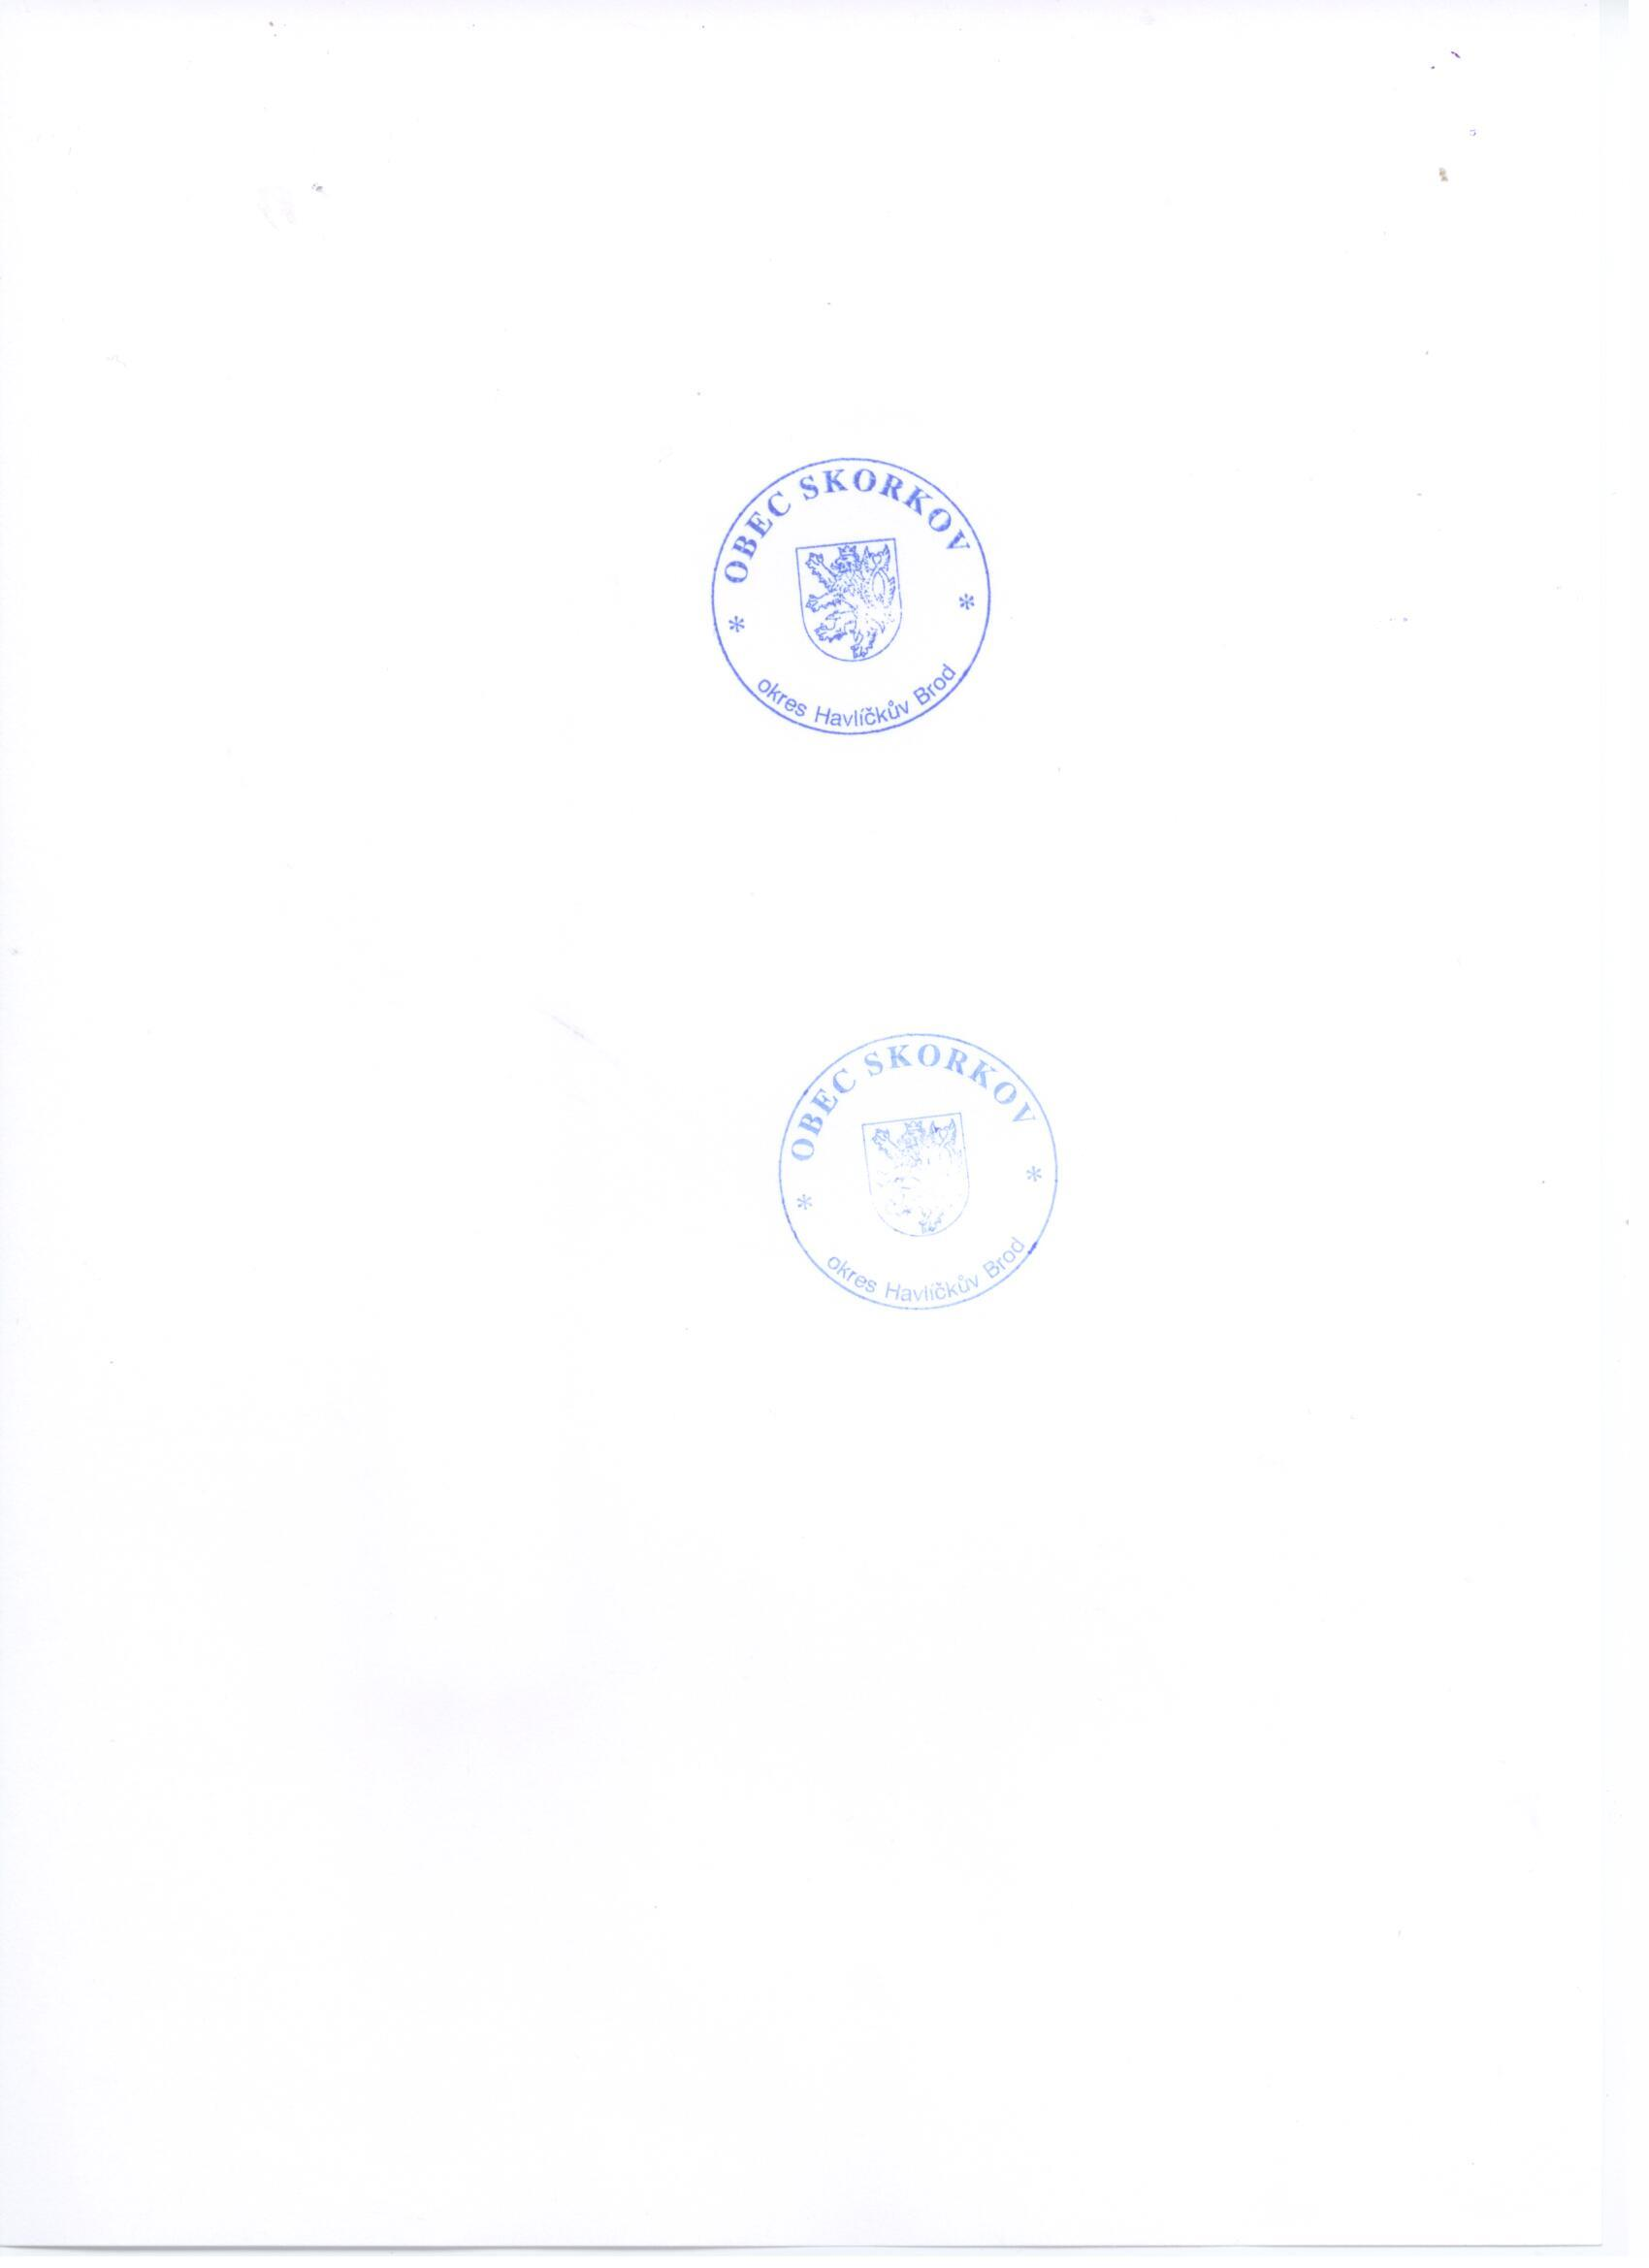 OBEC SKORKOV
* *
okres Havlíčkův Brod
OBEC SKORKOV
* *
okres Havlíčkův Brod